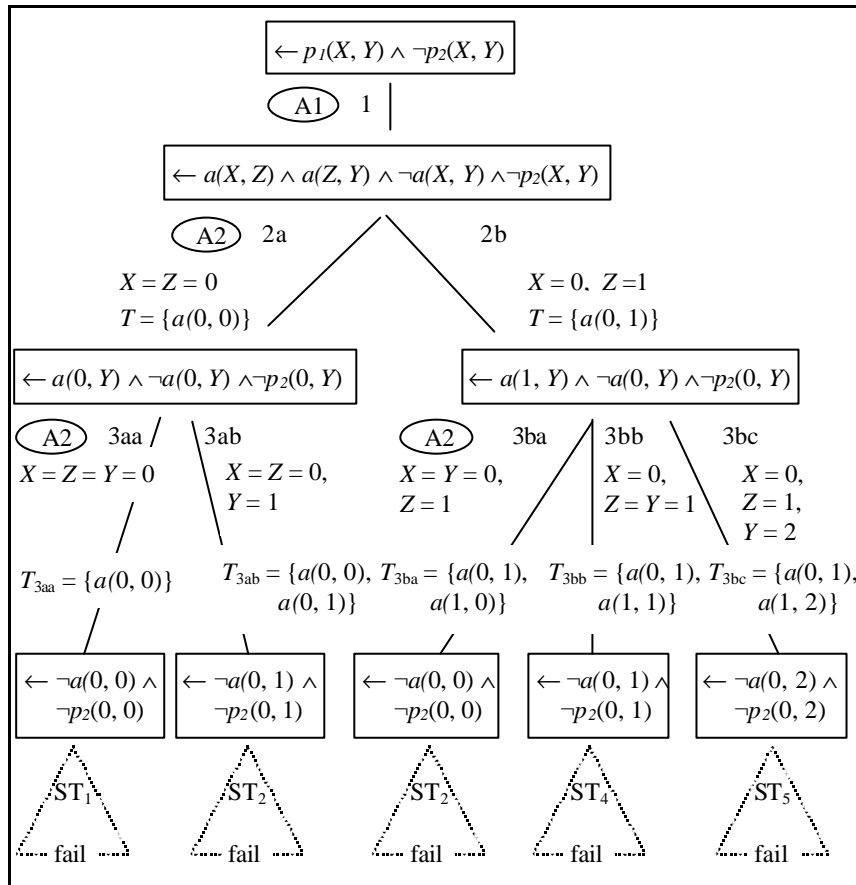 ← p₁(X, Y) ∧ ¬p₂(X, Y)
A1 1
← a(X, Z) ∧ a(Z, Y) ∧ ¬a(X, Y) ∧¬p₂(X, Y)
A2 2a 2b
X = Z = 0 X = 0, Z =1
T = {a(0, 0)} T = {a(0, 1)}
← a(0, Y) ∧ ¬a(0, Y) ∧¬p₂(0, Y) ← a(1, Y) ∧ ¬a(0, Y) ∧¬p₂(0, Y)
A2 3aa 3ab A2 3ba 3bb 3bc
X = Z = Y = 0 X = Z = 0, X = Y = 0, X = 0, X = 0,
Y = 1 Z = 1 Z = Y = 1 Z = 1,
Y = 2
T₃ₐₐ = {a(0, 0)} T₃ab = {a(0, 0), T₃ba = {a(0, 1), T₃bb = {a(0, 1), T₃bc = {a(0, 1),
a(0, 1)} a(1, 0)} a(1, 1)} a(1, 2)}
← ¬a(0, 0) ∧ ← ¬a(0, 1) ∧ ← ¬a(0, 0) ∧ ← ¬a(0, 1) ∧ ← ¬a(0, 2) ∧
¬p₂(0, 0) ¬p₂(0, 1) ¬p₂(0, 0) ¬p₂(0, 1) ¬p₂(0, 2)
ST₁ ST₂ ST₂ ST₄ ST₅
fail fail fail fail fail